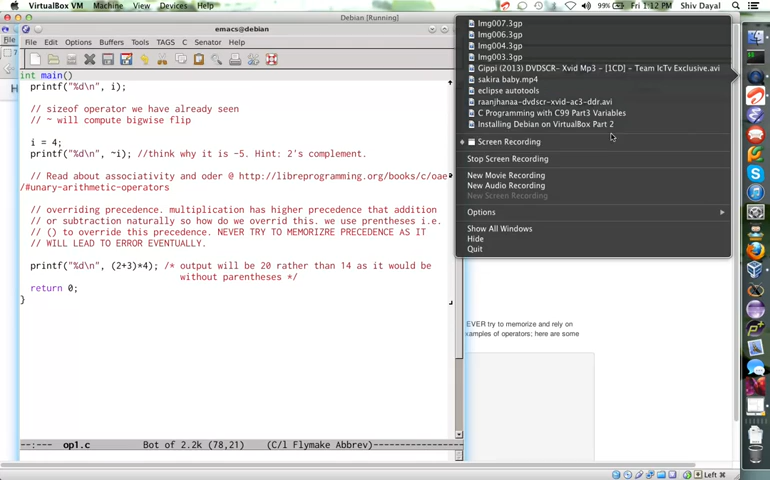 VirtualBox VM Machine View Devices Help
99% Fri 1:12 PM Shiv Dayal
Debian [Running]
emacs@debian
File Edit Options Buffers Tools TAGS C Senator Help
int main()
printf("%d\n", i);
// sizeof operator we have already seen
// ~ will compute bigwise flip
i = 4;
printf("%d\n", ~i); //think why it is -5. Hint: 2's complement.
// Read about associativity and oder @ http://libreprogramming.org/books/c/oae
/#unary-arithmetic-operators
// overriding precedence. multiplication has higher precedence that addition
// or subtraction naturally so how do we override this. we use prentheses i.e.
// () to override this precedence. NEVER TRY TO MEMORIZRE PRECEDENCE AS IT
// WILL LEAD TO ERROR EVENTUALLY.
printf("%d\n", (2+3)*4); /* output will be 20 rather than 14 as it would be
without parentheses */
return 0;
}
--:--- op1.c Bot of 2.2k (78,21) (C/l Flymake Abbrev)
Img007.3gp
Img006.3gp
Img004.3gp
Img003.3gp
Gippi (2013) DVDSCR- Xvid Mp3 - [1CD] - Team IcTv Exclusive.avi
sakira baby.mp4
eclipse autotools
raanjhanaa-dvdscr-xvid-ac3-ddr.avi
C Programming with C99 Part3 Variables
Installing Debian on VirtualBox Part 2
Screen Recording
Stop Screen Recording
New Movie Recording
New Audio Recording
New Screen Recording
Options
Show All Windows
Hide
Quit
EVER try to memorize and rely on
examples of operators; here are some
Left ⌘